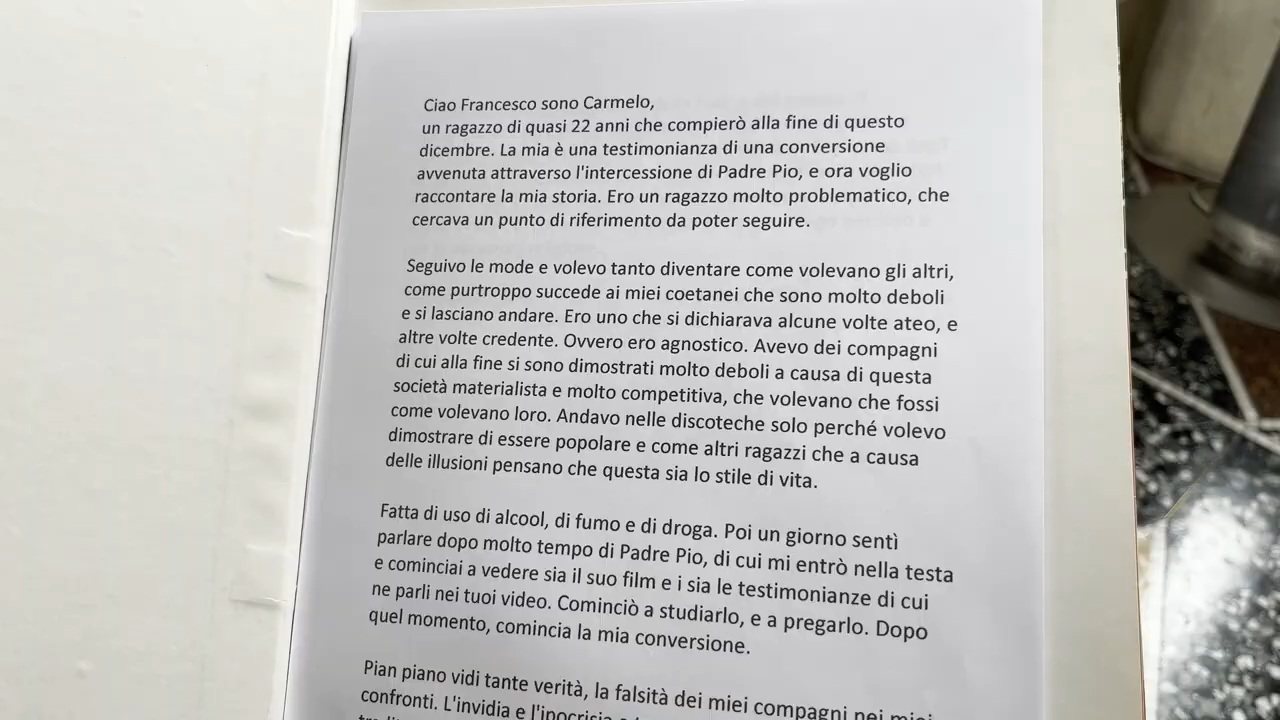 Ciao Francesco sono Carmelo,
un ragazzo di quasi 22 anni che compierò alla fine di questo
dicembre. La mia è una testimonianza di una conversione
avvenuta attraverso l'intercessione di Padre Pio, e ora voglio
raccontare la mia storia. Ero un ragazzo molto problematico, che
cercava un punto di riferimento da poter seguire.
Seguivo le mode e volevo tanto diventare come volevano gli altri,
come purtroppo succede ai miei coetanei che sono molto deboli
e si lasciano andare. Ero uno che si dichiarava alcune volte ateo, e
altre volte credente. Ovvero ero agnostico. Avevo dei compagni
di cui alla fine si sono dimostrati molto deboli a causa di questa
società materialista e molto competitiva, che volevano che fossi
come volevano loro. Andavo nelle discoteche solo perché volevo
dimostrare di essere popolare e come altri ragazzi che a causa
delle illusioni pensano che questa sia lo stile di vita.
Fatta di uso di alcool, di fumo e di droga. Poi un giorno sentì
parlare dopo molto tempo di Padre Pio, di cui mi entrò nella testa
e cominciai a vedere sia il suo film e i sia le testimonianze di cui
ne parli nei tuoi video. Cominciò a studiarlo, e a pregarlo. Dopo
quel momento, comincia la mia conversione.
Pian piano vidi tante verità, la falsità dei miei compagni nei miei
confronti. L'invidia e l'ipocrisia